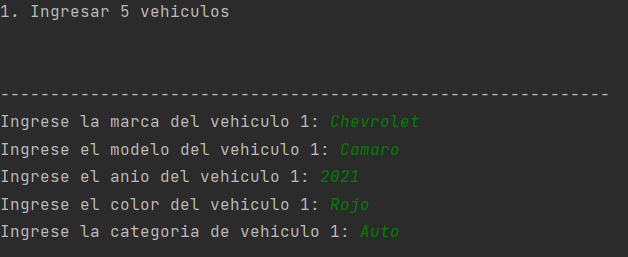 1. Ingresar 5 vehiculos
-------------------------------------------------------------
Ingrese la marca del vehiculo 1: Chevrolet
Ingrese el modelo del vehiculo 1: Camaro
Ingrese el anio del vehiculo 1: 2021
Ingrese el color del vehiculo 1: Rojo
Ingrese la categoria de vehiculo 1: Auto